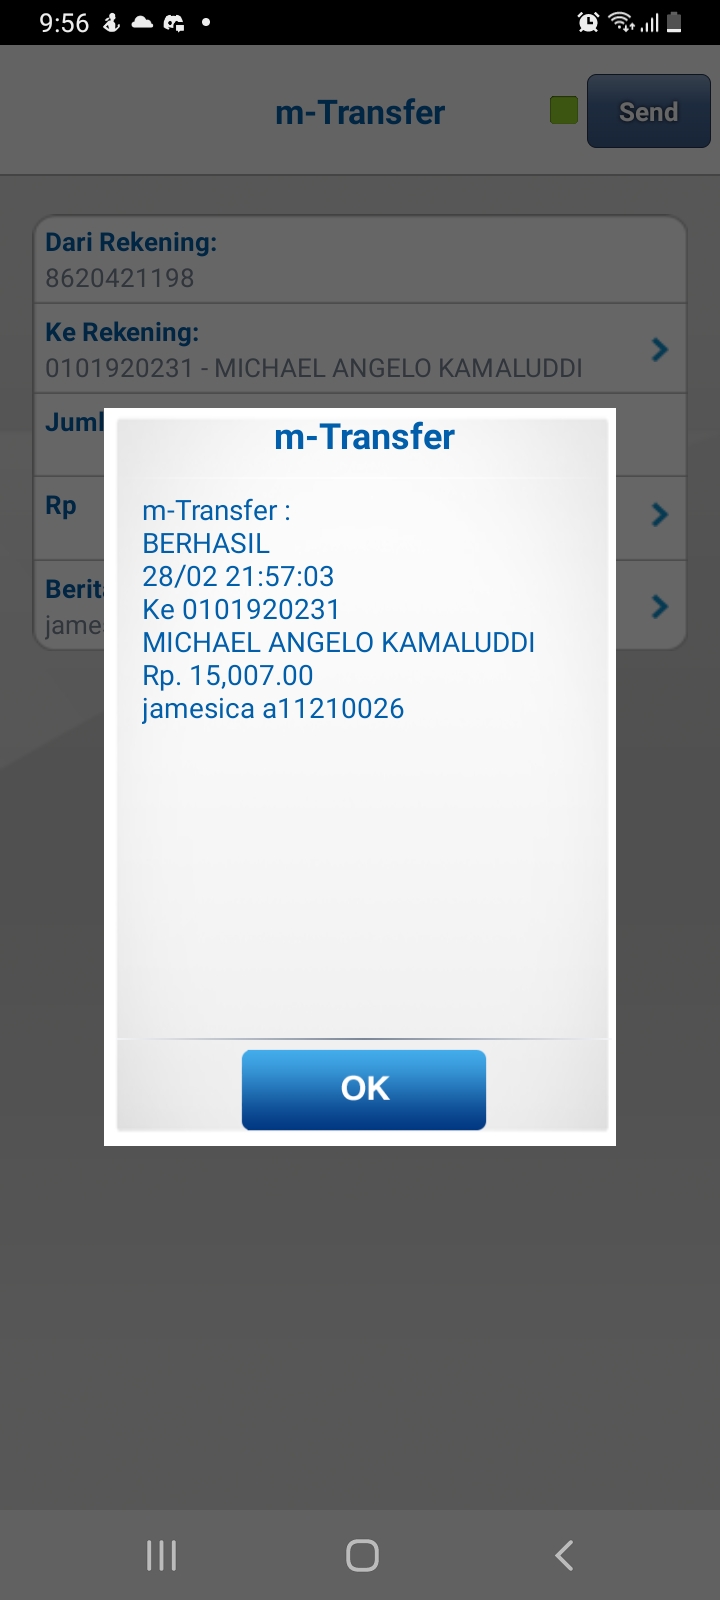 9:56
m-Transfer
Send
Dari Rekening:
8620421198
Ke Rekening:
0101920231 - MICHAEL ANGELO KAMALUDDI
Juml
Rp
Berit
jame
m-Transfer
m-Transfer :
BERHASIL
28/02 21:57:03
Ke 0101920231
MICHAEL ANGELO KAMALUDDI
Rp. 15,007.00
jamesica a11210026
OK